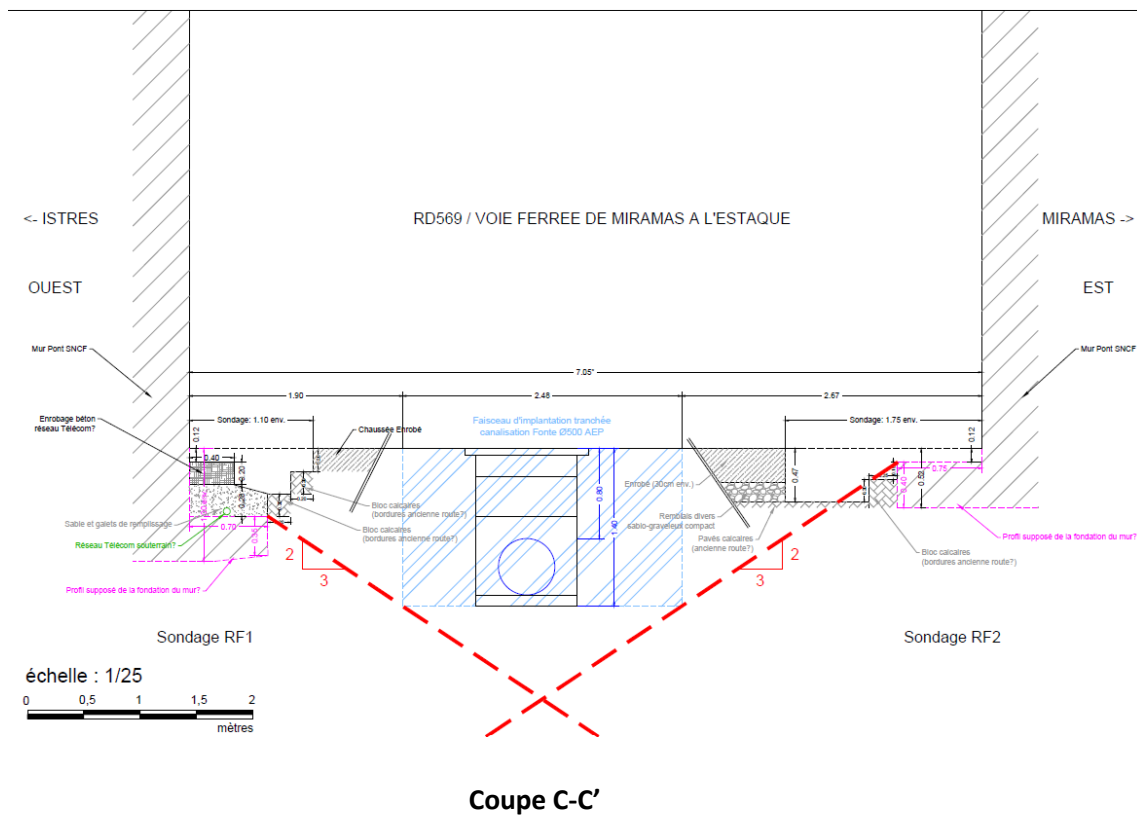 <- ISTRES
RD569 / VOIE FERREE DE MIRAMAS A L'ESTAQUE
MIRAMAS ->
OUEST
EST
Mur Pont SNCF
Mur Pont SNCF
7.05*
1.90
2.48
2.67
Enrobage béton
réseau Télécom?
Sondage: 1.10 env.
Chaussée Enrobé
Faisceau d'implantation tranchée
canalisation Fonte Ø500 AEP
Sondage: 1.75 env.
0.12
0.12
0.40
0.20
0.28
0.70
0.47
0.75
0.40
0.52
0.80
1.40
Enrobé (30cm env.)
Bloc calcaires
(bordures ancienne route?)
Remblais divers
sablo-graveleux compact
Sable et galets de remplissage
Bloc calcaires
(bordures ancienne route?)
Pavés calcaires
(ancienne route?)
Réseau Télécom souterrain?
Profil supposé de la fondation du mur?
2
3
2
3
Bloc calcaires
(bordures ancienne route?)
Profil supposé de la fondation du mur?
Sondage RF1
Sondage RF2
échelle : 1/25
0 0,5 1 1,5 2
mètres
Coupe C-C'